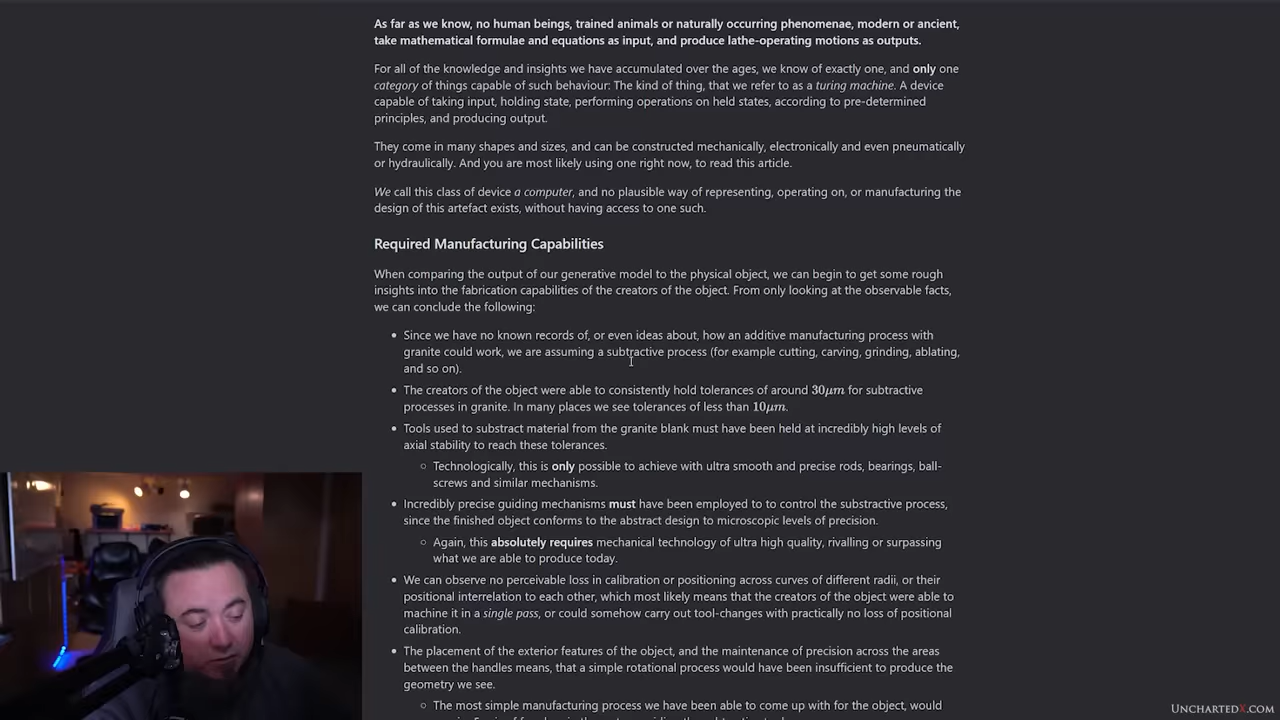 As far as we know, no human beings, trained animals or naturally occurring phenomenae, modern or ancient,
take mathematical formulae and equations as input, and produce lathe-operating motions as outputs.
For all of the knowledge and insights we have accumulated over the ages, we know of exactly one, and only one
category of things capable of such behaviour: The kind of thing, that we refer to as a turing machine. A device
capable of taking input, holding state, performing operations on held states, according to pre-determined
principles, and producing output.
They come in many shapes and sizes, and can be constructed mechanically, electronically and even pneumatically
or hydraulically. And you are most likely using one right now, to read this article.
We call this class of device a computer, and no plausible way of representing, operating on, or manufacturing the
design of this artefact exists, without having access to one such.
Required Manufacturing Capabilities
When comparing the output of our generative model to the physical object, we can begin to get some rough
insights into the fabrication capabilities of the creators of the object. From only looking at the observable facts,
we can conclude the following:
• Since we have no known records of, or even ideas about, how an additive manufacturing process with
granite could work, we are assuming a subtractive process (for example cutting, carving, grinding, ablating,
and so on).
• The creators of the object were able to consistently hold tolerances of around 30μm for subtractive
processes in granite. In many places we see tolerances of less than 10μm.
• Tools used to substract material from the granite blank must have been held at incredibly high levels of
axial stability to reach these tolerances.
○ Technologically, this is only possible to achieve with ultra smooth and precise rods, bearings, ball-
screws and similar mechanisms.
• Incredibly precise guiding mechanisms must have been employed to to control the substractive process,
since the finished object conforms to the abstract design to microscopic levels of precision.
○ Again, this absolutely requires mechanical technology of ultra high quality, rivalling or surpassing
what we are able to produce today.
• We can observe no perceivable loss in calibration or positioning across curves of different radii, or their
positional interrelation to each other, which most likely means that the creators of the object were able to
machine it in a single pass, or could somehow carry out tool-changes with practically no loss of positional
calibration.
• The placement of the exterior features of the object, and the maintenance of precision across the areas
between the handles means, that a simple rotational process would have been insufficient to produce the
geometry we see.
○ The most simple manufacturing process we have been able to come up with for the object, would
UNCHARTEDX.COM